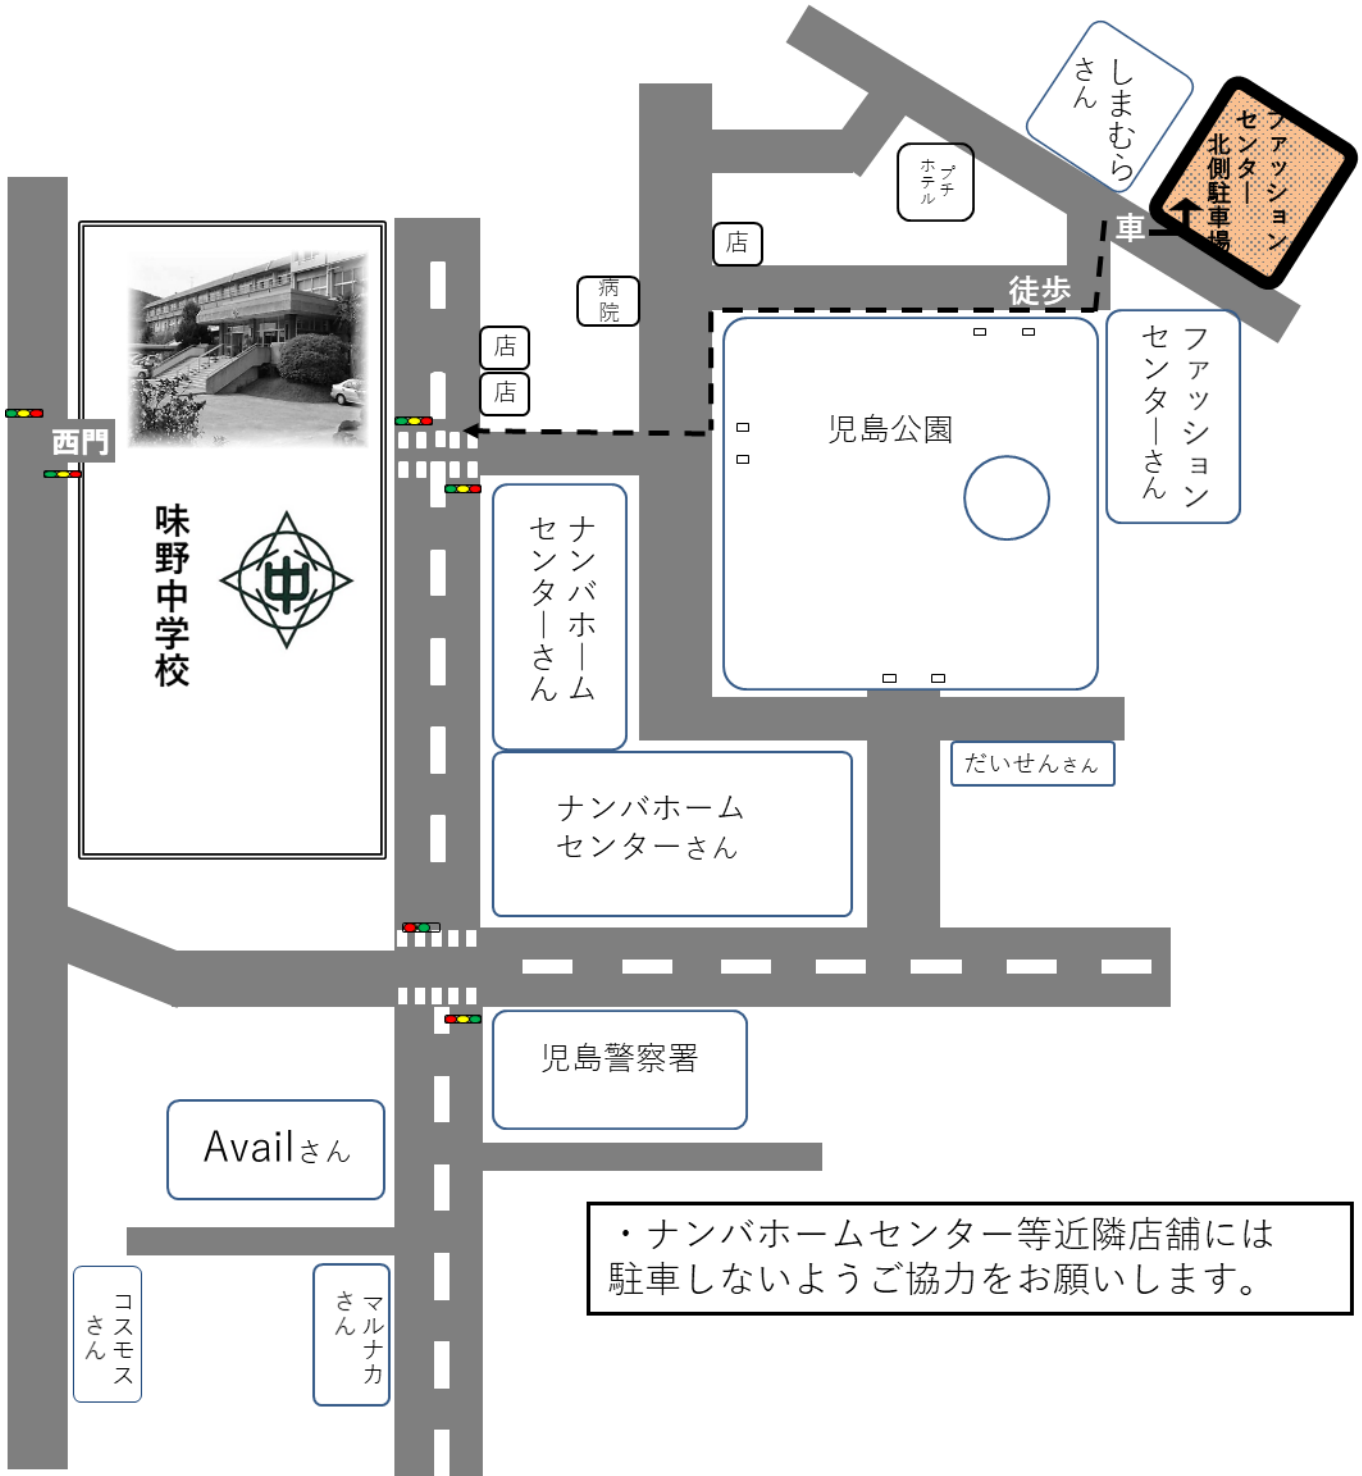 しまむら
さん
ファッション
センター
北側駐車場
プチ
ホテル
車
店
徒歩
病
院
店
店
ファッション
センターさん
児島公園
西門
味野中学校
中
ナンバホーム
センターさん
だいせんさん
ナンバホーム
センターさん
児島警察署
Availさん
・ナンバホームセンター等近隣店舗には
駐車しないようご協力をお願いします。
コスモス
さん
マルナカ
さん